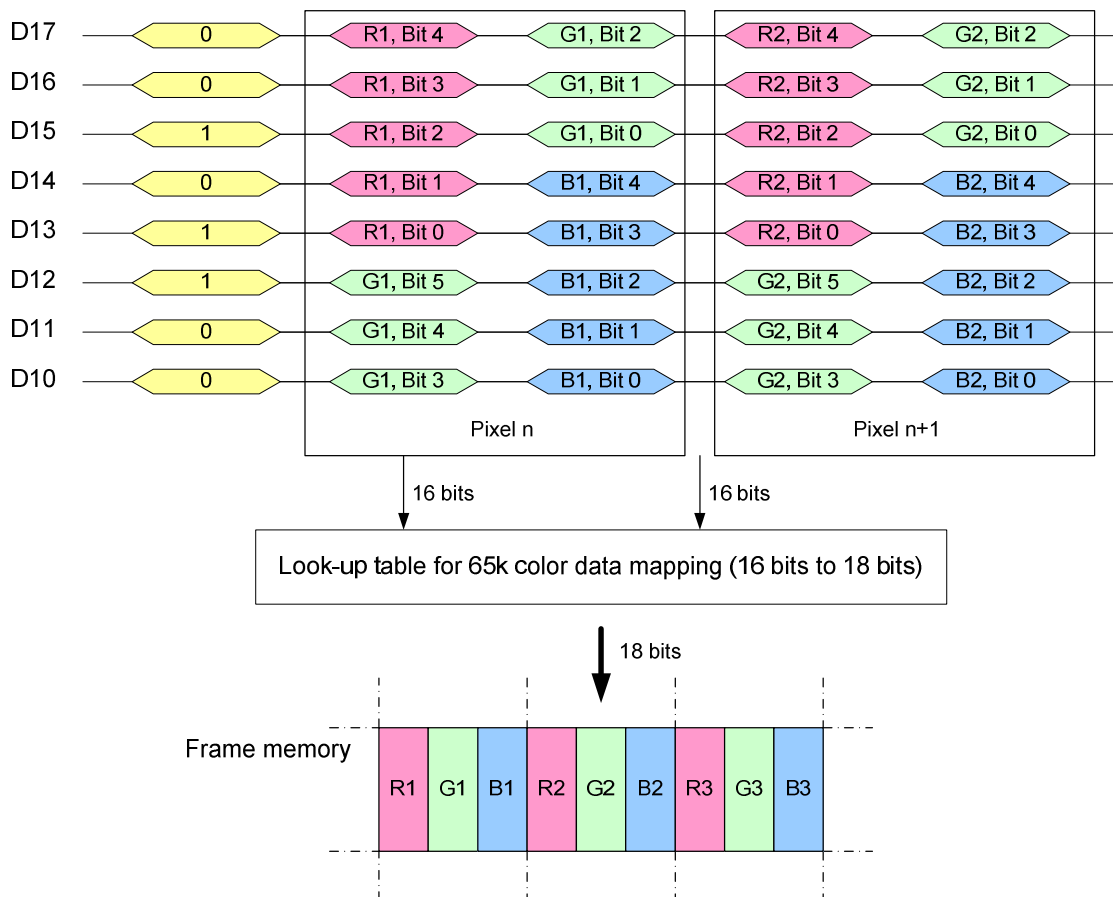 D17 0 R1, Bit 4 G1, Bit 2 R2, Bit 4 G2, Bit 2
D16 0 R1, Bit 3 G1, Bit 1 R2, Bit 3 G2, Bit 1
D15 1 R1, Bit 2 G1, Bit 0 R2, Bit 2 G2, Bit 0
D14 0 R1, Bit 1 B1, Bit 4 R2, Bit 1 B2, Bit 4
D13 1 R1, Bit 0 B1, Bit 3 R2, Bit 0 B2, Bit 3
D12 1 G1, Bit 5 B1, Bit 2 G2, Bit 5 B2, Bit 2
D11 0 G1, Bit 4 B1, Bit 1 G2, Bit 4 B2, Bit 1
D10 0 G1, Bit 3 B1, Bit 0 G2, Bit 3 B2, Bit 0
Pixel n Pixel n+1
16 bits 16 bits
Look-up table for 65k color data mapping (16 bits to 18 bits)
18 bits
Frame memory
R1 G1 B1 R2 G2 B2 R3 G3 B3